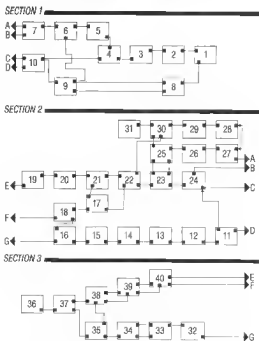 SECTION 1
A 7 6 5
B
4 3 2 1
C 10
D
9 8
SECTION 2
31 30 29 28
25 26 27
A
B
E 19 20 21 22 23 24
C
17
F 18
G 16 15 14 13 12 11
D
SECTION 3
40 E
F
39
36 37 38
35 34 33 32
G